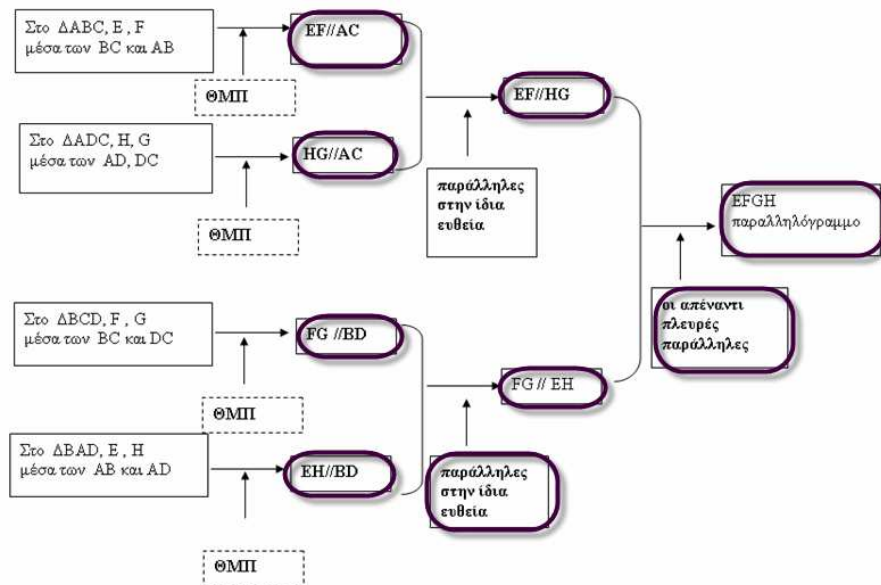 Στο ΔABC, E , F
μέσα των BC και AB
ΘΜΠ
EF//AC
Στο ΔADC, H, G
μέσα των AD, DC
ΘΜΠ
HG//AC
παράλληλες
στην ίδια
ευθεία
EF//HG
Στο ΔBCD, F , G
μέσα των BC και DC
ΘΜΠ
FG //BD
Στο ΔBAD, E , H
μέσα των AB και AD
ΘΜΠ
EH//BD
παράλληλες
στην ίδια
ευθεία
FG // EH
οι απέναντι
πλευρές
παράλληλες
EFGH
παραλληλόγραμμο